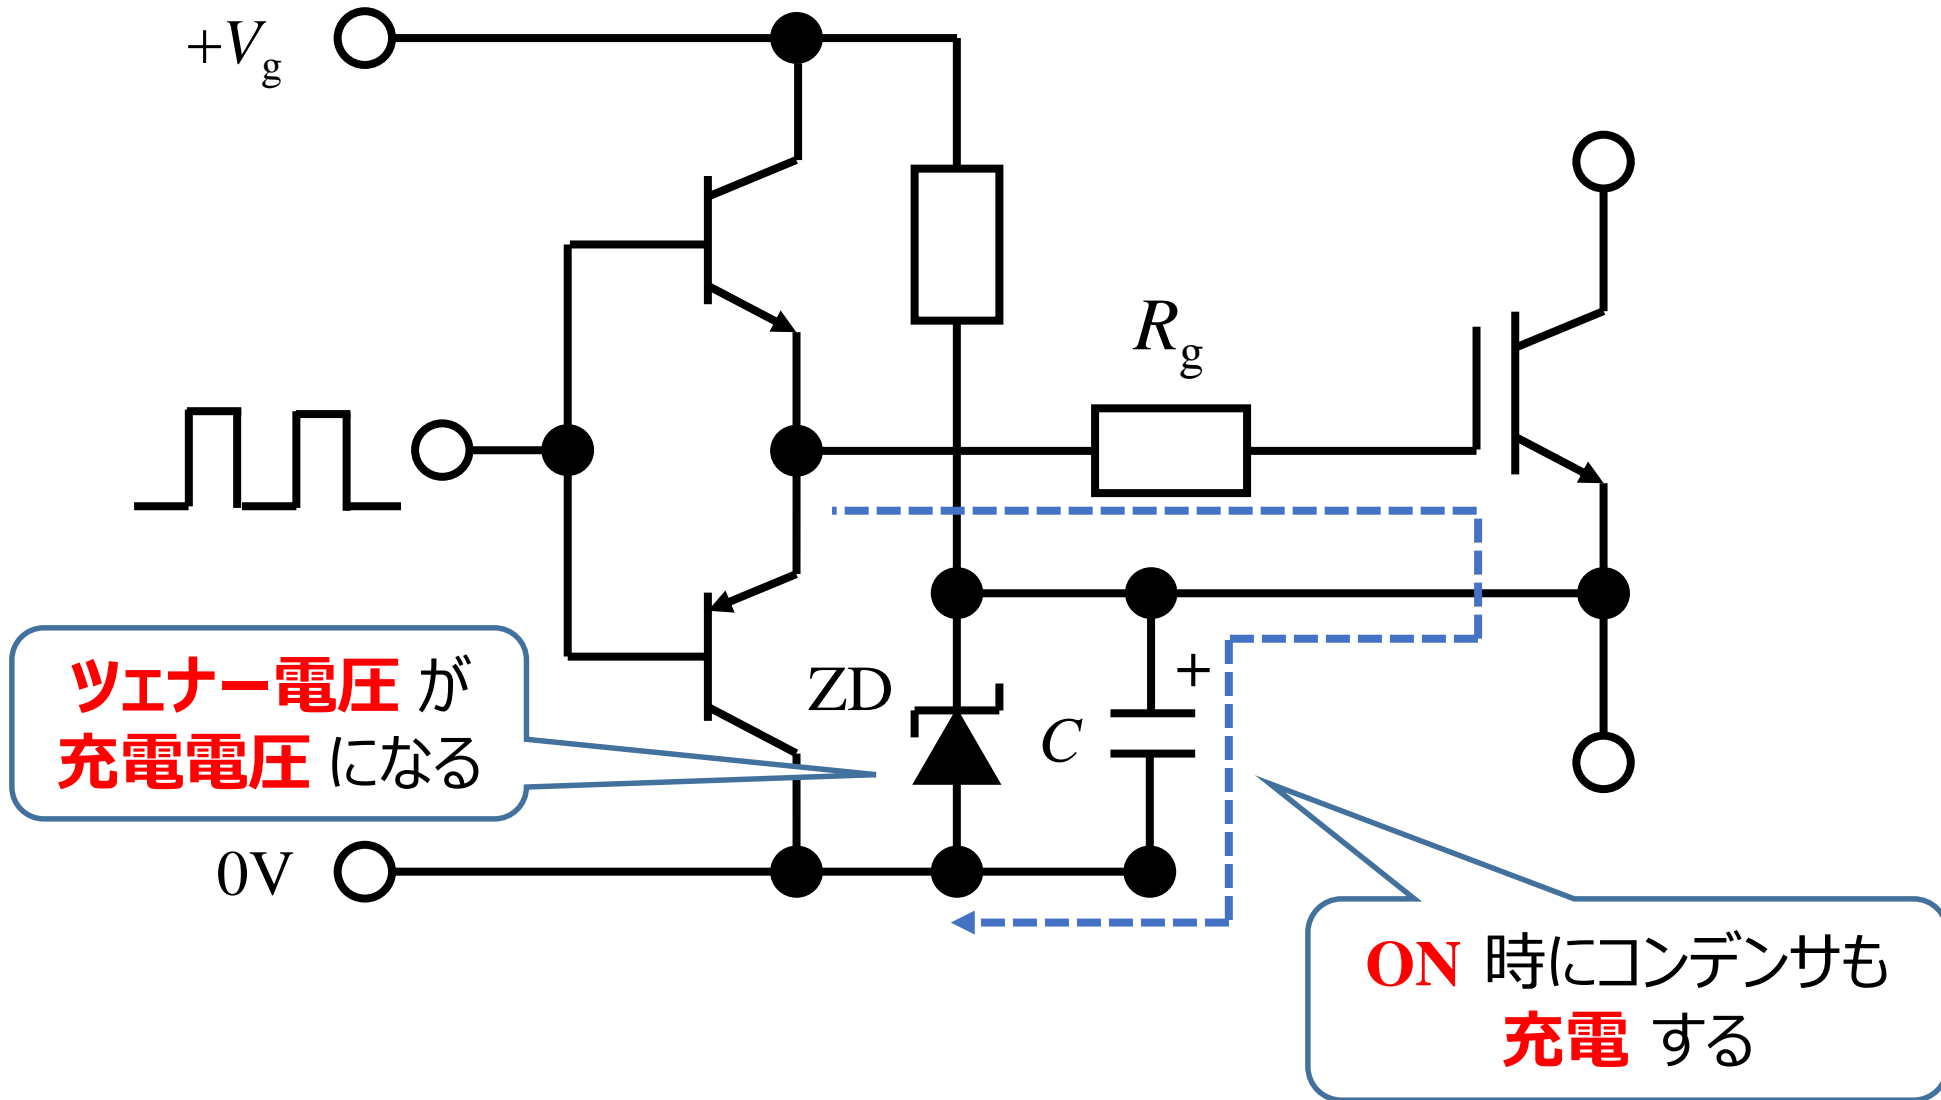 +Vg
Rg
ツェナー電圧 が
充電電圧 になる
ZD
C
+
0V
ON 時にコンデンサも
充電 する